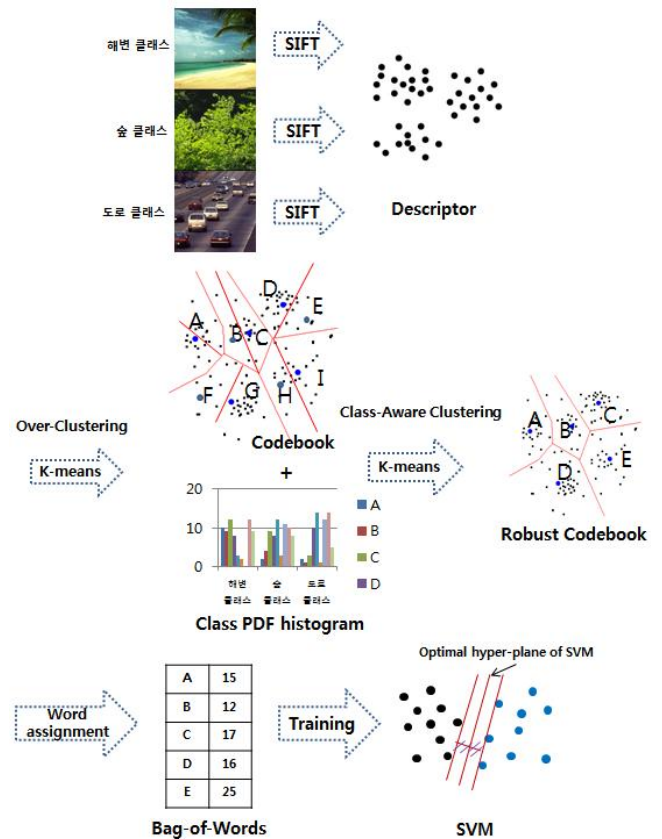 해변 클래스
SIFT
숲 클래스
SIFT
도로 클래스
SIFT
Descriptor
Over-Clustering
K-means
A
B
C
D
E
F
G
H
I
Codebook
+
20
10
0
해변
클래스
숲
클래스
도로
클래스
A
B
C
D
Class PDF histogram
Class-Aware Clustering
K-means
A
B
C
D
E
Robust Codebook
Word
assignment
A 15
B 12
C 17
D 16
E 25
Bag-of-Words
Training
Optimal hyper-plane of SVM
SVM